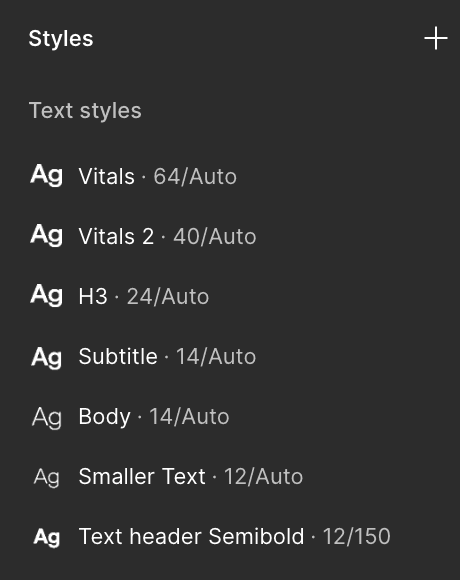 Styles
Text styles
Ag Vitals · 64/Auto
Ag Vitals 2 · 40/Auto
Ag H3 · 24/Auto
Ag Subtitle · 14/Auto
Ag Body · 14/Auto
Ag Smaller Text · 12/Auto
Ag Text header Semibold · 12/150